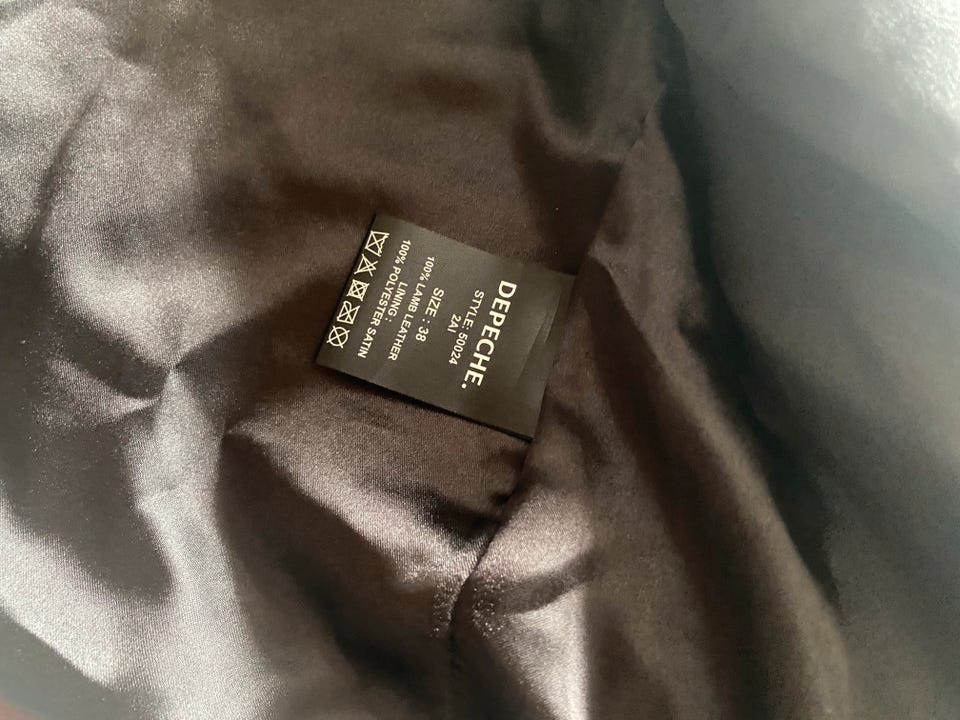 DEPECHE.
STYLE: 50024
2AI
SIZE : 38
100% LAMB LEATHER
LINING :
100% POLYESTER SATIN